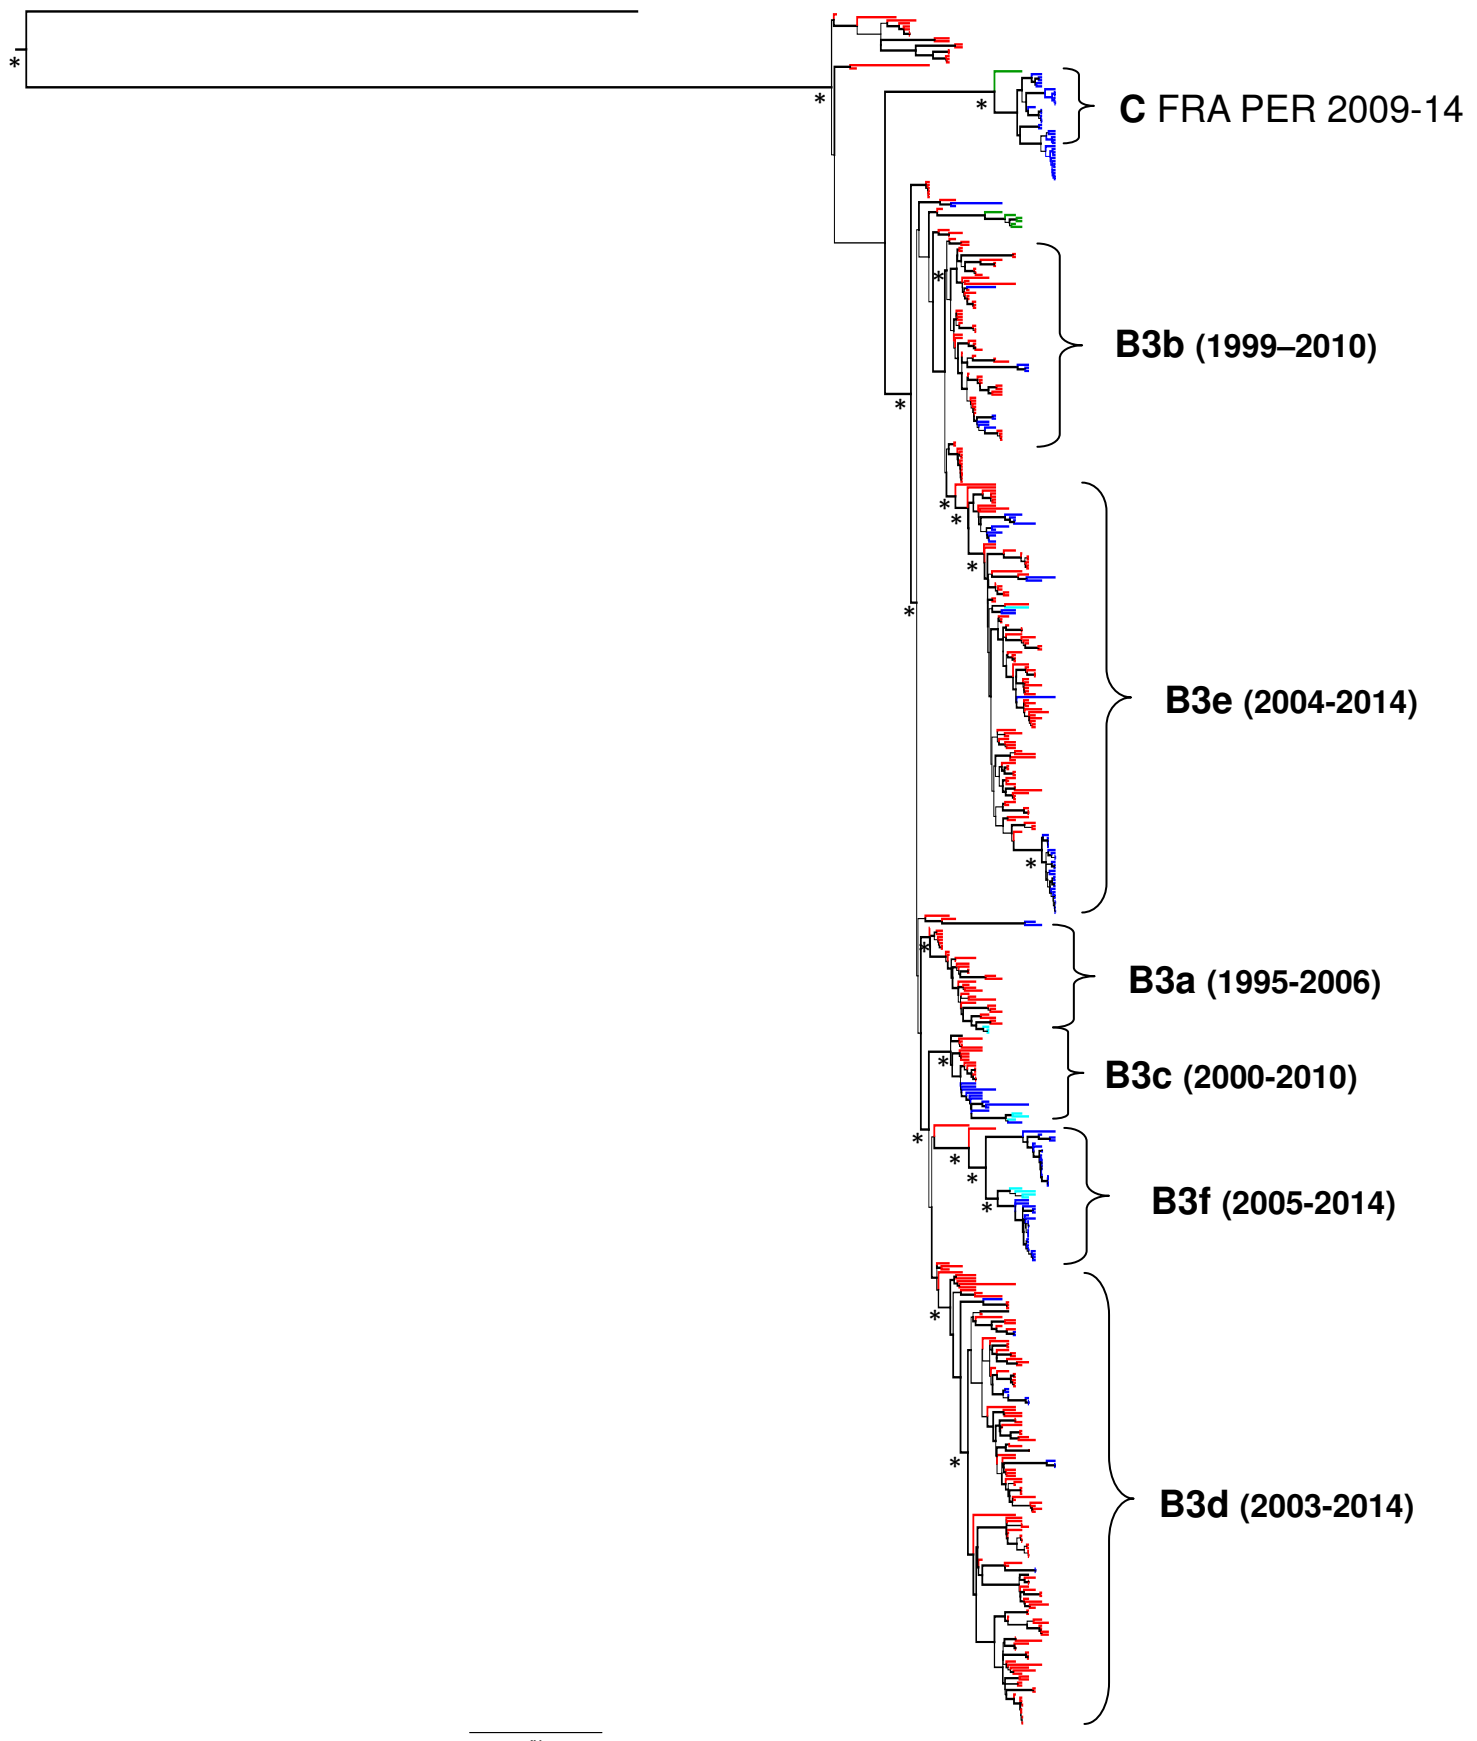 C FRA PER 2009-14
B3b (1999–2010)
B3e (2004-2014)
B3a (1995-2006)
B3c (2000-2010)
B3f (2005-2014)
B3d (2003-2014)